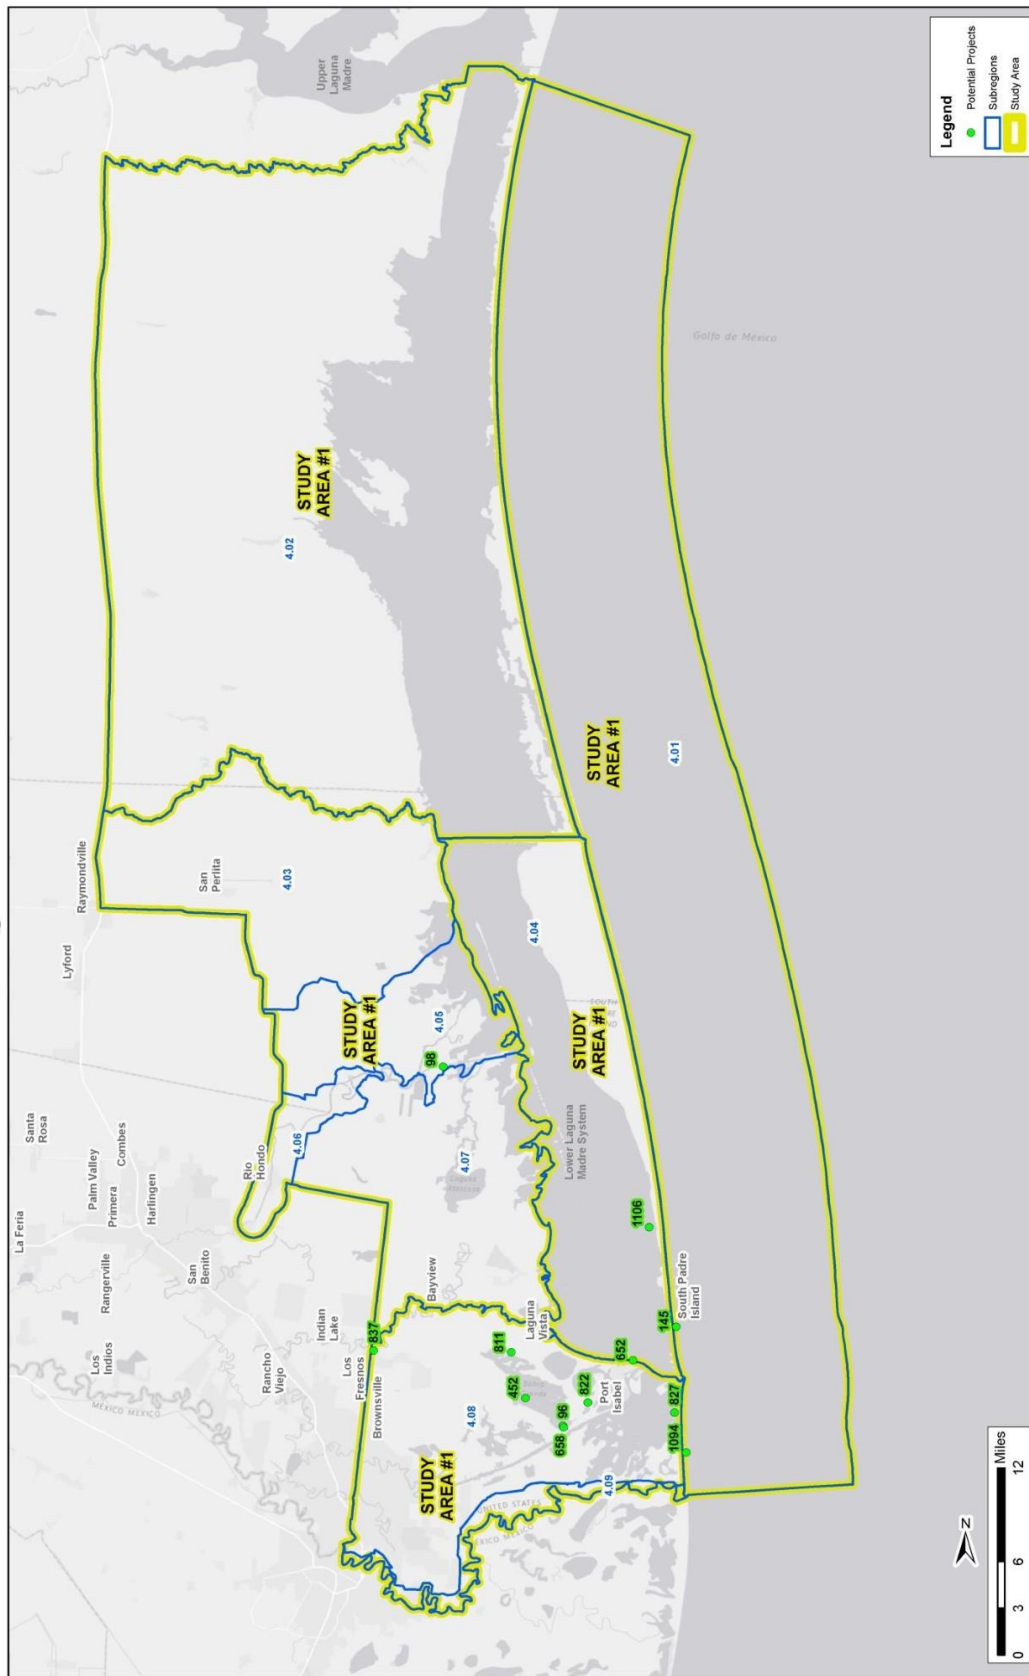 Upper
Laguna
Madre
Legend
Potential Projects
Subregions
Study Area
Golfo de México
STUDY
AREA #1
4.02
STUDY
AREA #1
4.01
Raymondville
San
Perlita
4.03
Lyford
4.04
STUDY
AREA #1
4.05
STUDY
AREA #1
98
Santa
Rosa
Combes
Palm Valley
Primera
Harlingen
Rio
Hondo
4.06
4.07
Lower Laguna
Madre System
La Feria
Rangerville
San
Benito
1106
Bayview
Los
Indios
Indian
Lake
837
Laguna
Vista
811
South Padre
Island
145
652
Rancho
Viejo
Los
Fresnos
MÉXICO MEXICO
Brownsville
452
822
Port
Isabel
4.08
96
658
827
1094
STUDY
AREA #1
UNITED STATES
MÉXICO MEXICO
4.09
N
0 3 6 12
Miles